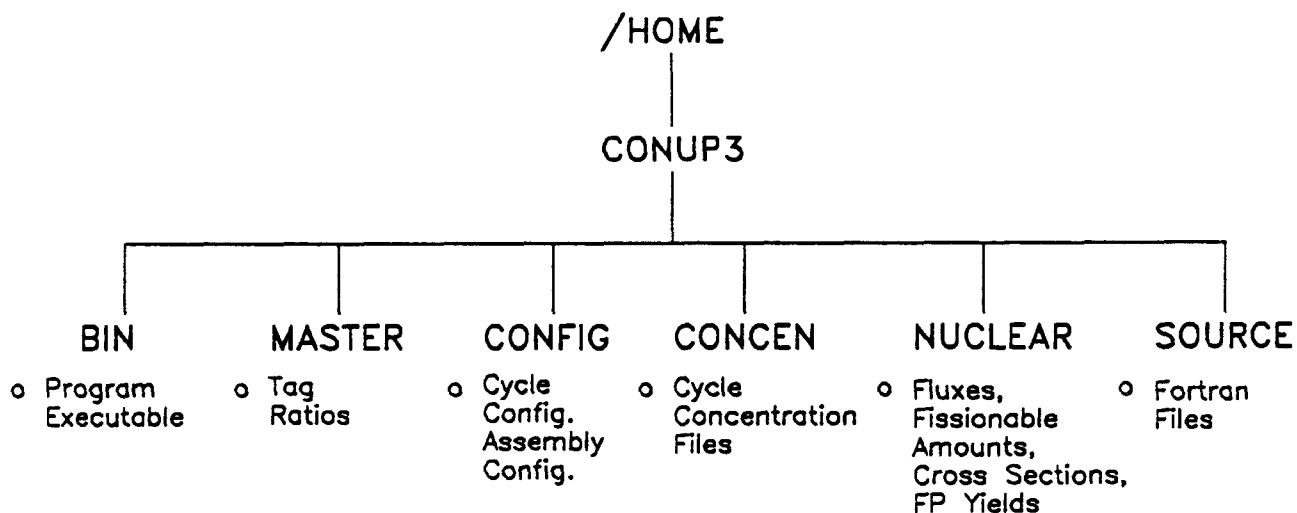 /HOME
CONUP3
BIN
MASTER
CONFIG
CONCEN
NUCLEAR
SOURCE
o Program
Executable
o Tag
Ratios
o Cycle
Config.
Assembly
Config.
o Cycle
Concentration
Files
o Fluxes,
Fissionable
Amounts,
Cross Sections,
FP Yields
o Fortran
Files